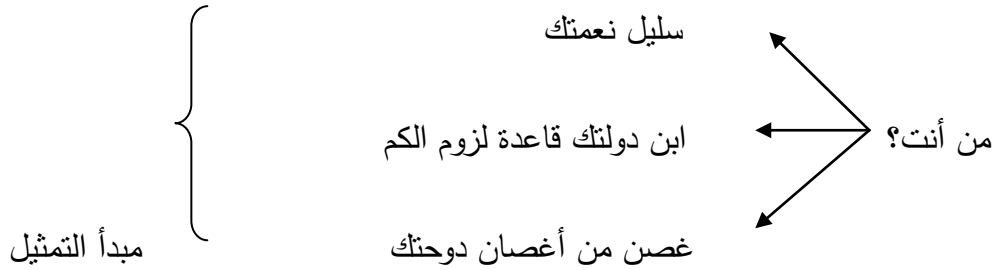 سليل نعمتك
من أنت؟ ابن دولتك قاعدة لزوم الكم
غصن من أغصان دوحتك مبدأ التمثيل